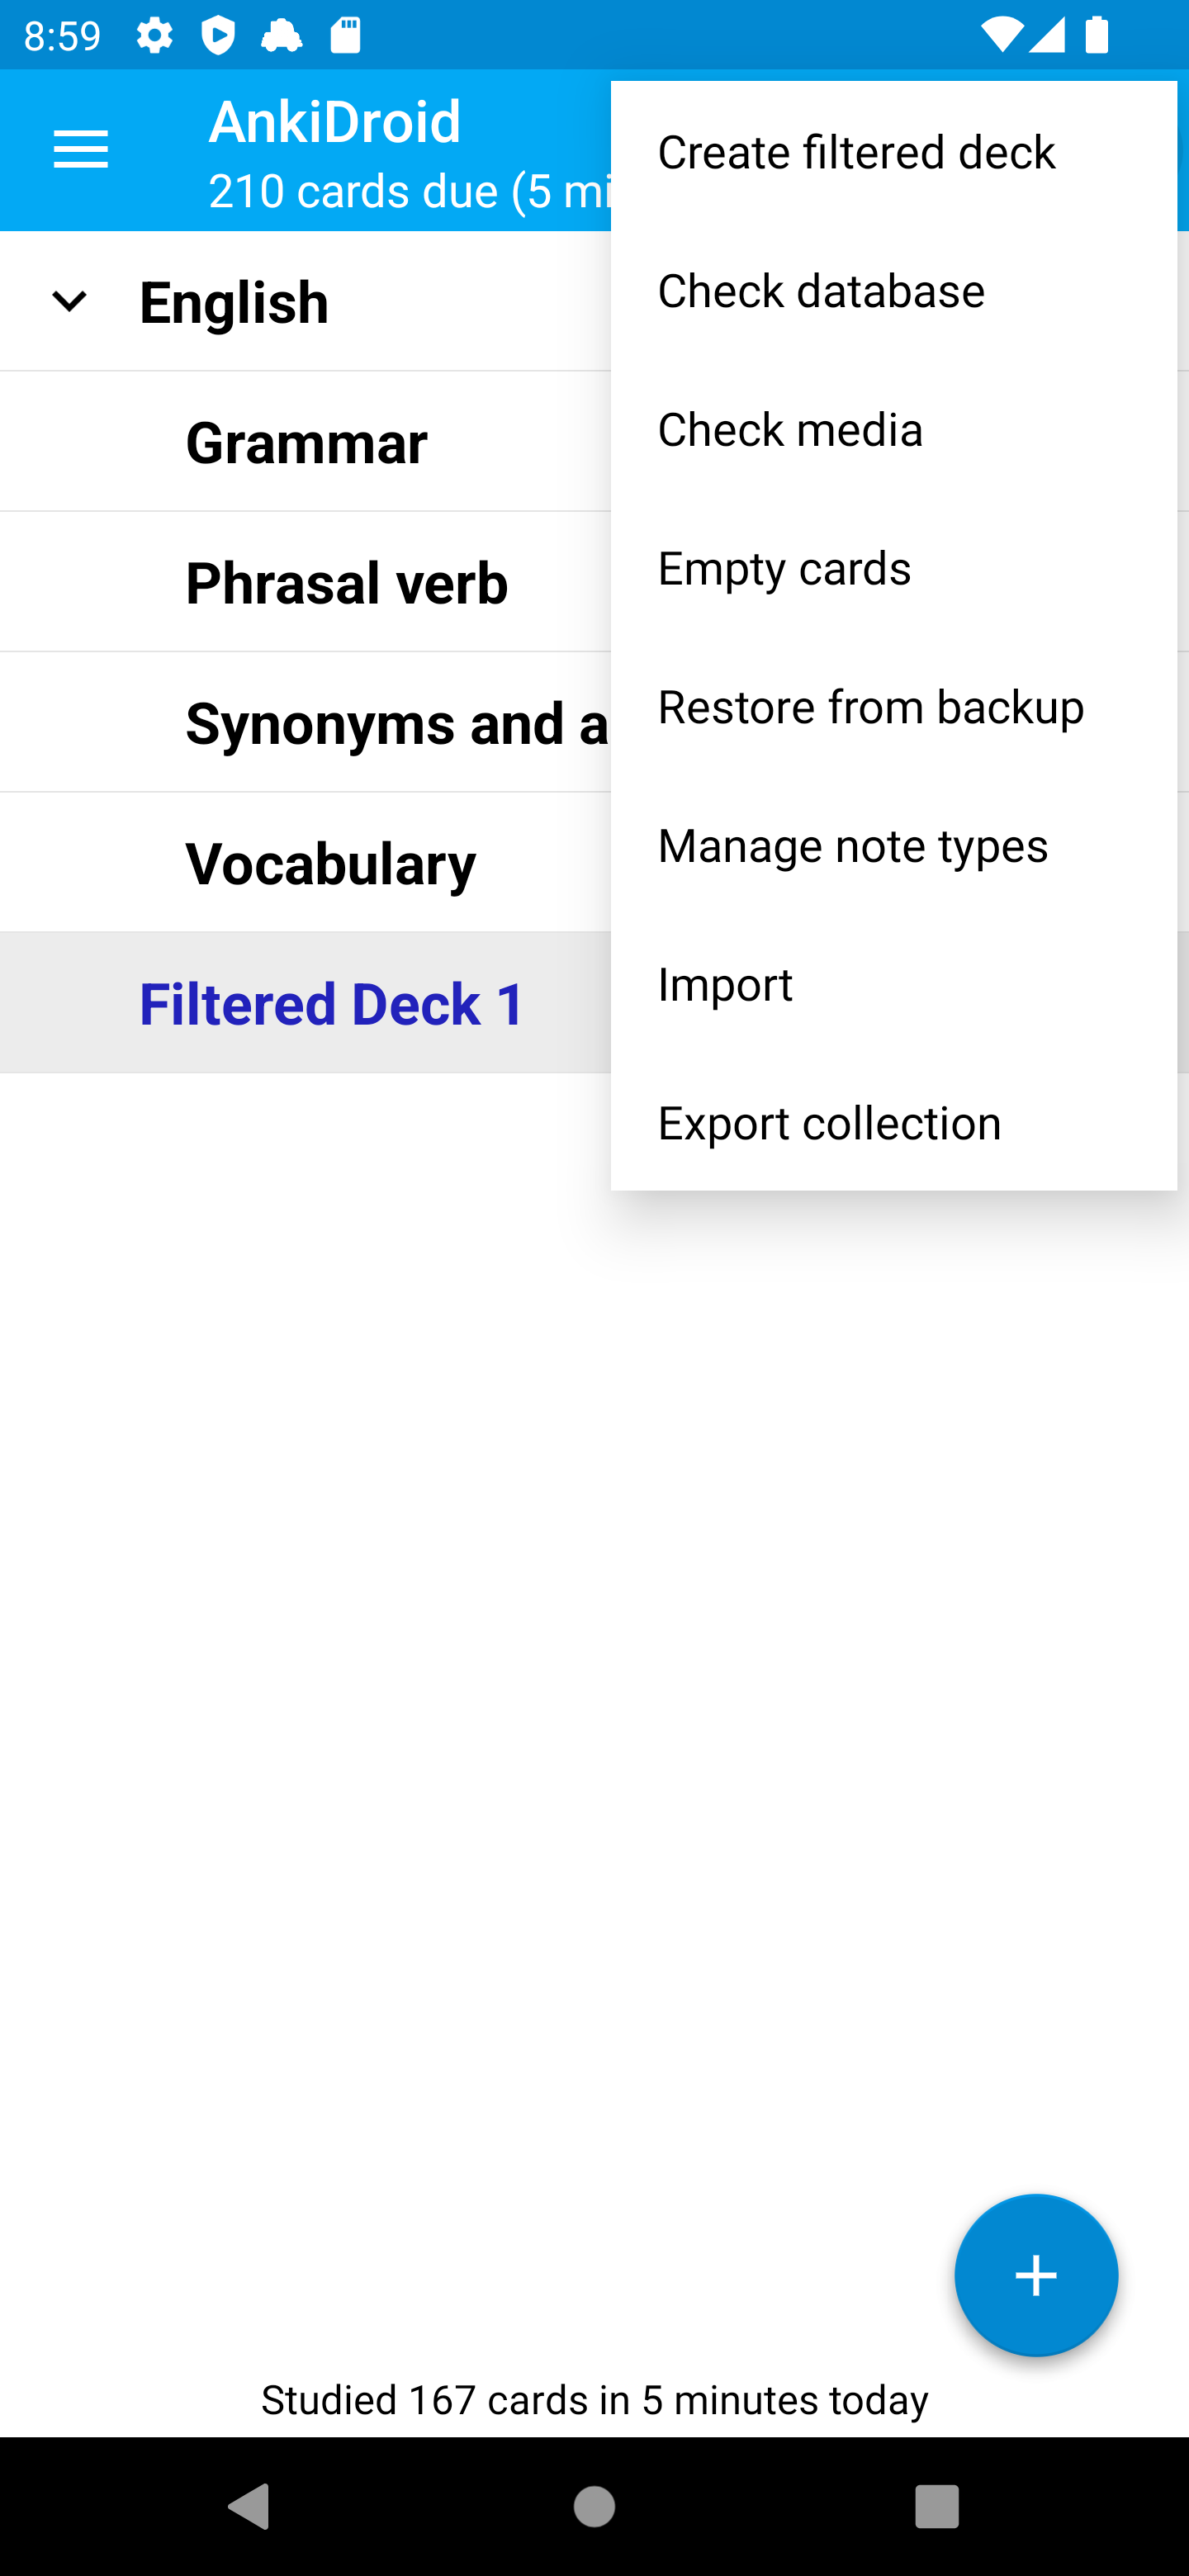 8:59
AnkiDroid
210 cards due (5 mi
English
Grammar
Phrasal verb
Synonyms and a
Vocabulary
Filtered Deck 1
Create filtered deck
Check database
Check media
Empty cards
Restore from backup
Manage note types
Import
Export collection
Studied 167 cards in 5 minutes today